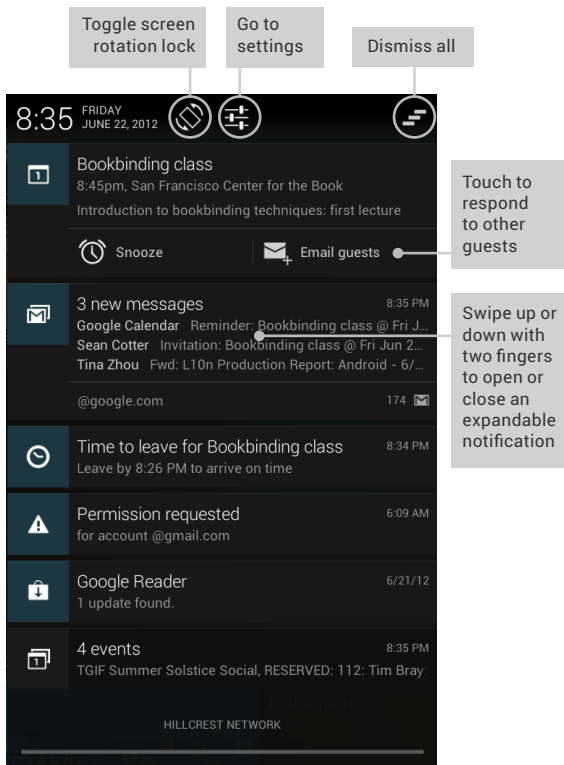 Toggle screen
rotation lock
Go to
settings
Dismiss all
8:35
FRIDAY
JUNE 22, 2012
1
Bookbinding class
8:45pm, San Francisco Center for the Book
Introduction to bookbinding techniques: first lecture
Snooze
Email guests
Touch to
respond
to other
guests
3 new messages
8:35 PM
Google Calendar Reminder: Bookbinding class @ Fri J...
Sean Cotter Invitation: Bookbinding class @ Fri Jun 2...
Tina Zhou Fwd: L10n Production Report: Android - 6/...
@google.com
174
Swipe up or
down with
two fingers
to open or
close an
expandable
notification
Time to leave for Bookbinding class
8:34 PM
Leave by 8:26 PM to arrive on time
Permission requested
6:09 AM
for account @gmail.com
Google Reader
6/21/12
1 update found.
1
4 events
8:35 PM
TGIF Summer Solstice Social, RESERVED: 112: Tim Bray
Foursquare
HILLCREST NETWORK